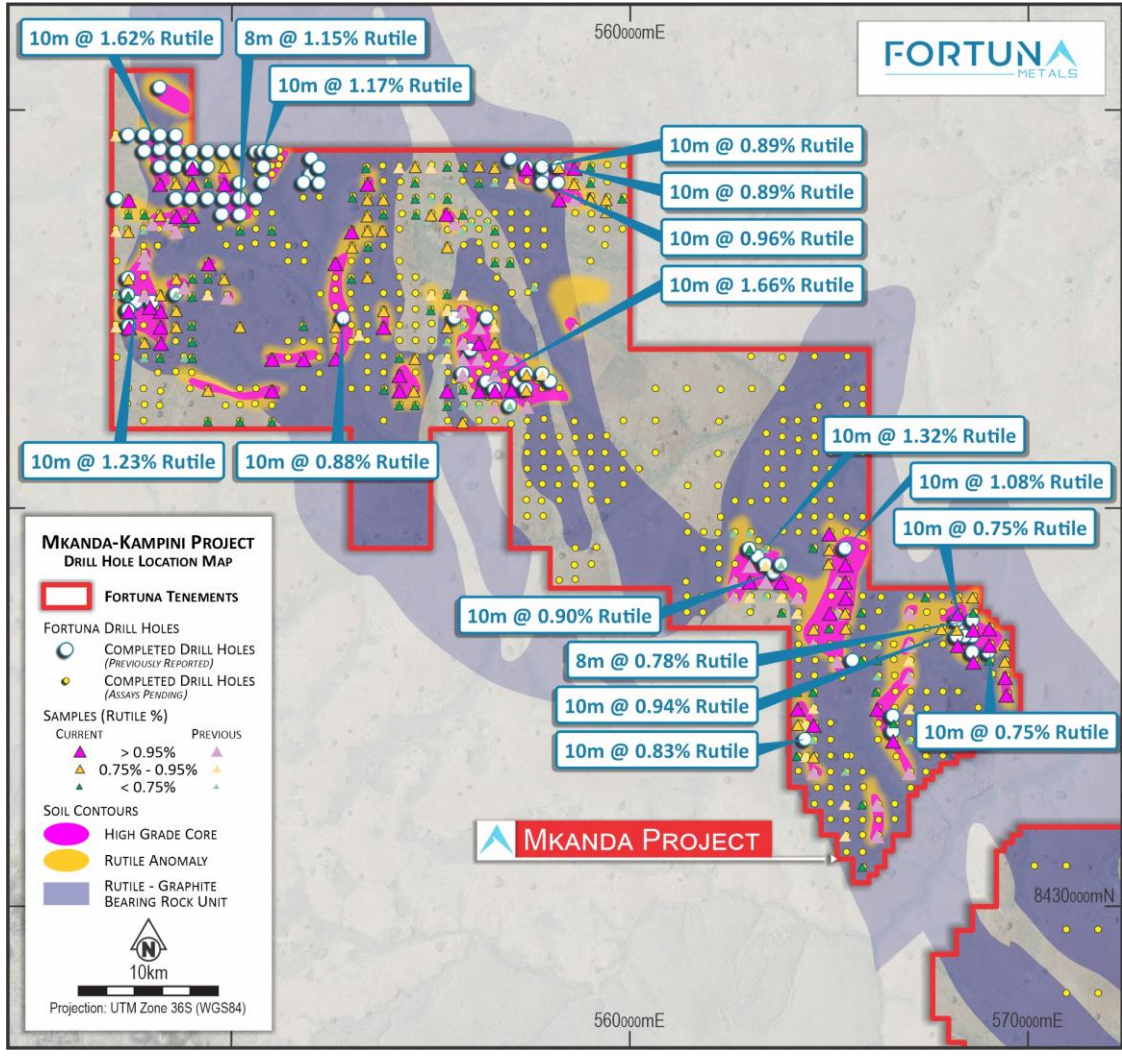 560000mE
FORTUNA
METALS
10m @ 1.62% Rutile
8m @ 1.15% Rutile
10m @ 1.17% Rutile
10m @ 0.89% Rutile
10m @ 0.89% Rutile
10m @ 0.96% Rutile
10m @ 1.66% Rutile
10m @ 1.23% Rutile
10m @ 0.88% Rutile
10m @ 1.32% Rutile
10m @ 1.08% Rutile
10m @ 0.75% Rutile
10m @ 0.90% Rutile
8m @ 0.78% Rutile
10m @ 0.94% Rutile
10m @ 0.83% Rutile
10m @ 0.75% Rutile
MKANDA PROJECT
8430000mN
560000mE
570000mE
MKANDA-KAMPINI PROJECT
DRILL HOLE LOCATION MAP
FORTUNA TENEMENTS
FORTUNA DRILL HOLES
COMPLETED DRILL HOLES
(PREVIOUSLY REPORTED)
COMPLETED DRILL HOLES
(ASSAYS PENDING)
SAMPLES (RUTILE %)
CURRENT PREVIOUS
> 0.95%
0.75% - 0.95%
< 0.75%
SOIL CONTOURS
HIGH GRADE CORE
RUTILE ANOMALY
RUTILE - GRAPHITE
BEARING ROCK UNIT
N
10km
Projection: UTM Zone 36S (WGS84)